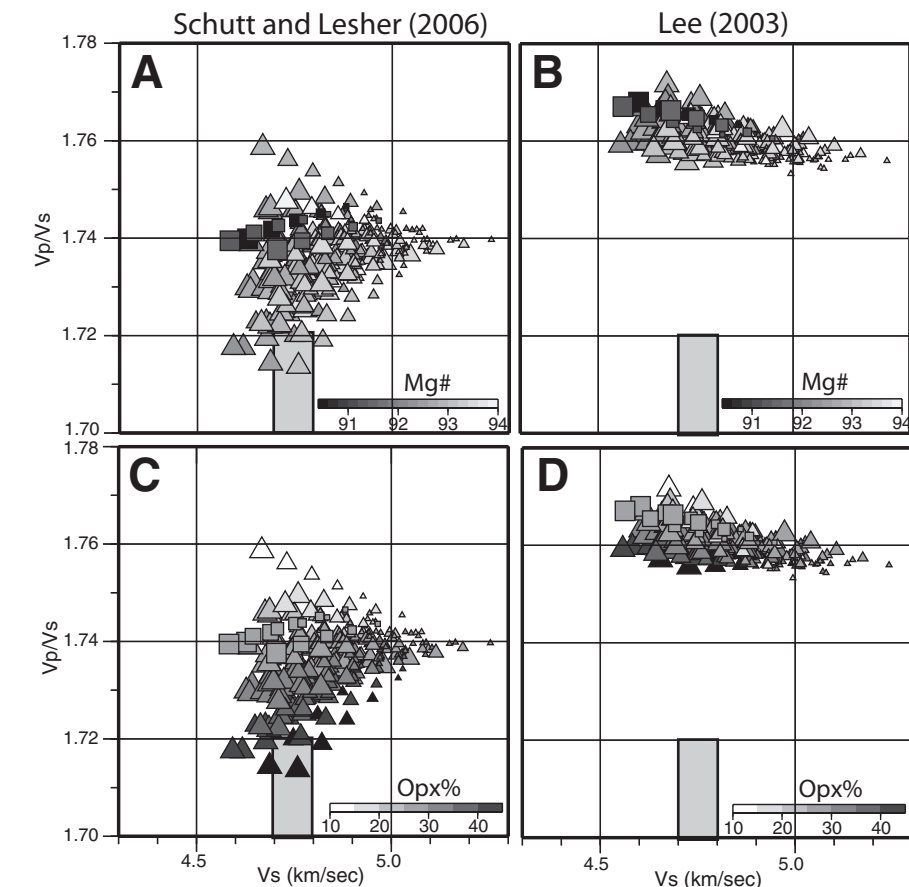 Schutt and Lesher (2006)
Lee (2003)
1.78
1.76
1.74
1.72
1.70
Vp/Vs
A
Mg#
91 92 93 94
B
Mg#
91 92 93 94
1.78
1.76
1.74
1.72
1.70
Vp/Vs
C
Opx%
10 20 30 40
4.5 5.0
Vs (km/sec)
D
Opx%
10 20 30 40
4.5 5.0
Vs (km/sec)